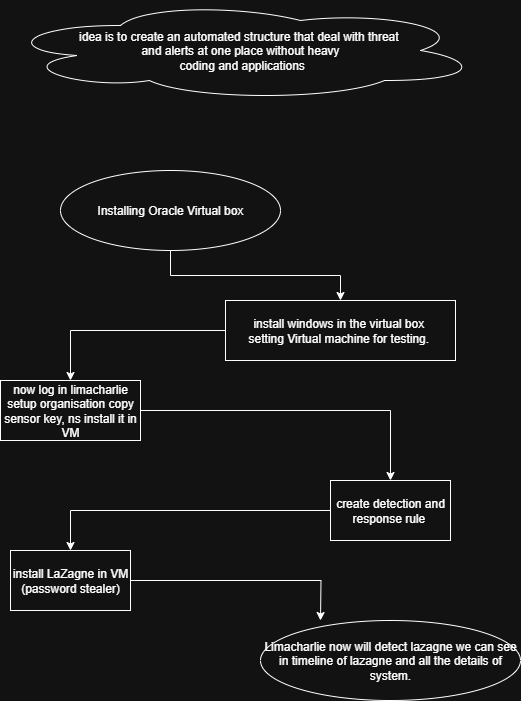 idea is to create an automated structure that deal with threat
and alerts at one place without heavy
coding and applications
Installing Oracle Virtual box
install windows in the virtual box
setting Virtual machine for testing.
now log in limacharlie
setup organisation copy
sensor key, ns install it in
VM
create detection and
response rule
install LaZagne in VM
(password stealer)
Limacharlie now will detect lazagne we can see
in timeline of lazagne and all the details of
system.